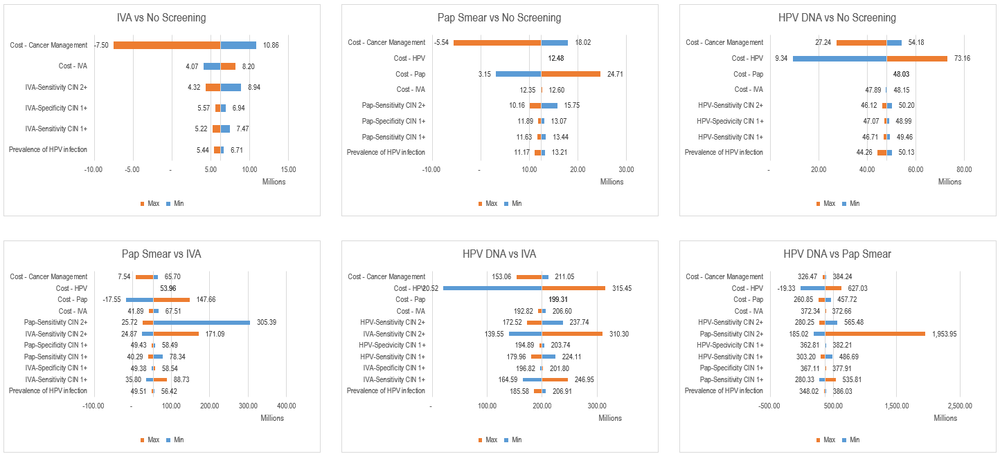 IVA vs No Screening
Cost - Cancer Management -7.50 10.86
Cost - IVA 4.07 8.20
IVA-Sensitivity CIN 2+ 4.32 8.94
IVA-Specificity CIN 1+ 5.57 6.94
IVA-Sensitivity CIN 1+ 5.22 7.47
Prevalence of HPV infection 5.44 6.71
-10.00 -5.00 - 5.00 10.00 15.00
Millions
Max Min
Pap Smear vs No Screening
Cost - Cancer Management -5.54 18.02
Cost - HPV 12.48
Cost - Pap 3.15 24.71
Cost - IVA 12.35 12.60
Pap-Sensitivity CIN 2+ 10.16 15.75
Pap-Specificity CIN 1+ 11.89 13.07
Pap-Sensitivity CIN 1+ 11.63 13.44
Prevalence of HPV infection 11.17 13.21
-10.00 - 10.00 20.00 30.00
Millions
Max Min
HPV DNA vs No Screening
Cost - Cancer Management 27.24 54.18
Cost - HPV 9.34 73.16
Cost - Pap 48.03
Cost - IVA 47.89 48.15
HPV-Sensitivity CIN 2+ 46.12 50.20
HPV-Specivicity CIN 1+ 47.07 48.99
HPV-Sensitivity CIN 1+ 46.71 49.46
Prevalence of HPV infection 44.26 50.13
- 20.00 40.00 60.00 80.00
Millions
Max Min
Pap Smear vs IVA
Cost - Cancer Management 7.54 65.70
Cost - HPV 53.96
Cost - Pap -17.55 147.66
Cost - IVA 41.89 67.51
Pap-Sensitivity CIN 2+ 25.72 305.39
IVA-Sensitivity CIN 2+ 24.87 171.09
Pap-Specificity CIN 1+ 49.43 58.49
Pap-Sensitivity CIN 1+ 40.29 78.34
IVA-Specificity CIN 1+ 49.38 58.54
IVA-Sensitivity CIN 1+ 35.80 88.73
Prevalence of HPV infection 49.51 56.42
-100.00 - 100.00 200.00 300.00 400.00
Millions
Max Min
HPV DNA vs IVA
Cost - Cancer Management 153.06 211.05
Cost - HPV 20.52 315.45
Cost - Pap 199.31
Cost - IVA 192.82 206.60
HPV-Sensitivity CIN 2+ 172.52 237.74
IVA-Sensitivity CIN 2+ 139.55 310.30
HPV-Specivicity CIN 1+ 194.89 203.74
HPV-Sensitivity CIN 1+ 179.96 224.11
IVA-Specificity CIN 1+ 196.82 201.80
IVA-Sensitivity CIN 1+ 164.59 246.95
Prevalence of HPV infection 185.58 206.91
- 100.00 200.00 300.00
Millions
Max Min
HPV DNA vs Pap Smear
Cost - Cancer Management 326.47 384.24
Cost - HPV -19.33 627.03
Cost - Pap 260.85 457.72
Cost - IVA 372.34 372.66
HPV-Sensitivity CIN 2+ 280.25 565.48
Pap-Sensitivity CIN 2+ 185.02 1,953.95
HPV-Specivicity CIN 1+ 362.81 382.21
HPV-Sensitivity CIN 1+ 303.20 486.69
Pap-Specificity CIN 1+ 367.11 377.91
Pap-Sensitivity CIN 1+ 280.33 535.81
Prevalence of HPV infection 348.02 386.03
-500.00 500.00 1,500.00 2,500.00
Millions
Max Min